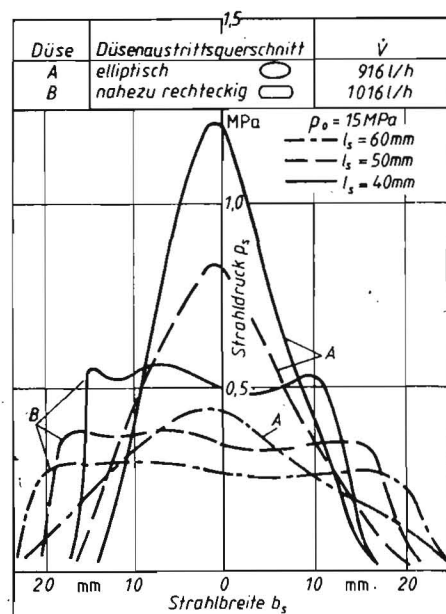 1,5
Düse Düsenaustrittsquerschnitt V̇
A elliptisch 916 l/h
B nahezu rechteckig 1016 l/h
MPa
p₀ = 15 MPa
lₛ = 60mm
lₛ = 50mm
lₛ = 40mm
1,0
Strahldruck pₛ
A
0,5
B
A
20 mm 10 0 10 mm 20
Strahlbreite bₛ